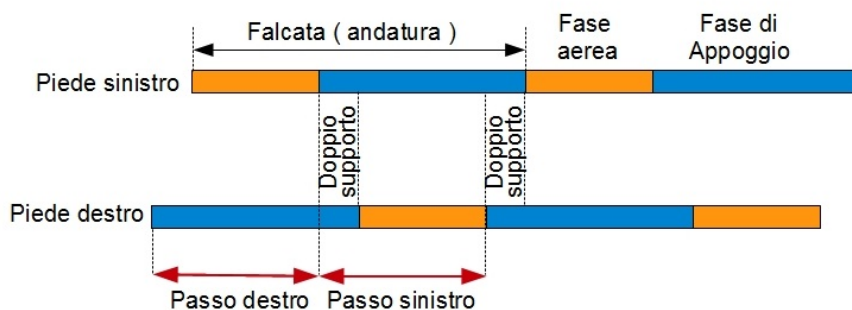 Falcata ( andatura )
Fase
aerea
Fase di
Appoggio
Piede sinistro
Doppio
supporto
Doppio
supporto
Piede destro
Passo destro
Passo sinistro